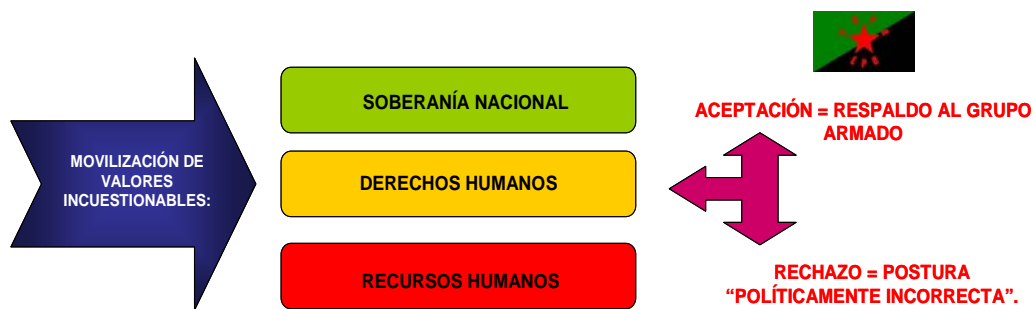 MOVILIZACIÓN DE
VALORES
INCUESTIONABLES:
SOBERANÍA NACIONAL
DERECHOS HUMANOS
RECURSOS HUMANOS
ACEPTACIÓN = RESPALDO AL GRUPO
ARMADO
RECHAZO = POSTURA
“POLÍTICAMENTE INCORRECTA”.